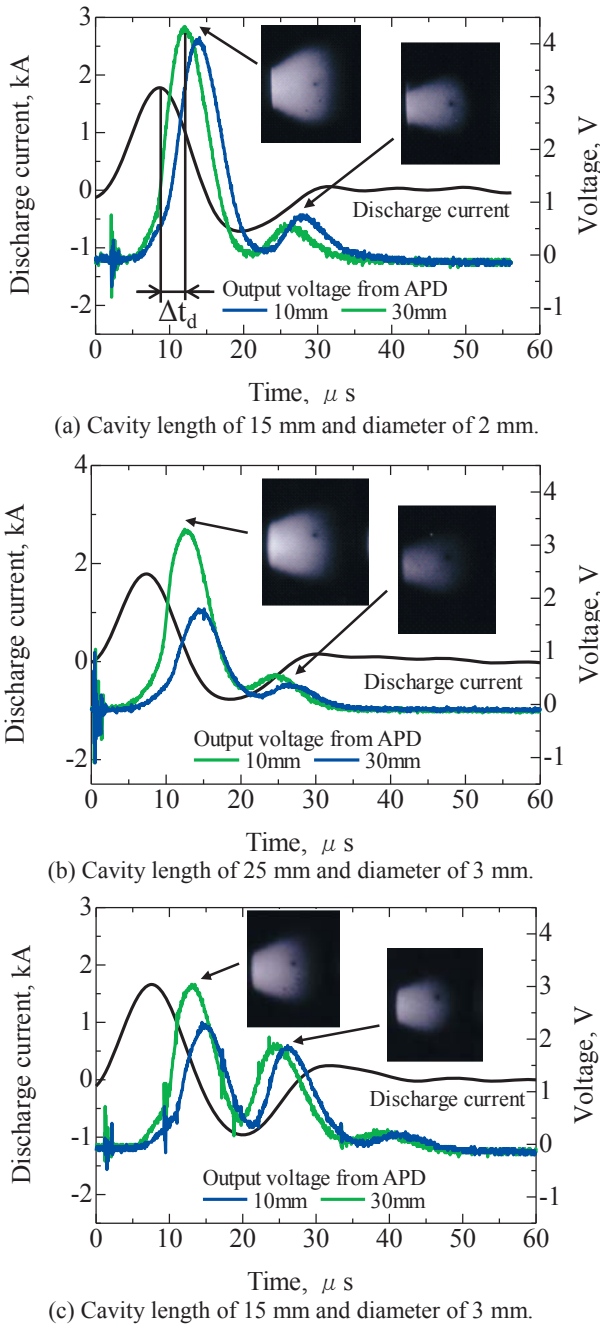 3
2
1
0
-1
-2
Discharge current, kA
4
3
2
1
0
-1
Voltage, V
Discharge current
Output voltage from APD
10mm 30mm
Δt_d
0 10 20 30 40 50 60
Time, μ s
(a) Cavity length of 15 mm and diameter of 2 mm.
4
2
0
-2
Discharge current, kA
4
3
2
1
0
-1
Voltage, V
Discharge current
Output voltage from APD
10mm 30mm
0 10 20 30 40 50 60
Time, μ s
(b) Cavity length of 25 mm and diameter of 3 mm.
3
2
1
0
-1
-2
Discharge current, kA
4
3
2
1
0
-1
Voltage, V
Discharge current
Output voltage from APD
10mm 30mm
0 10 20 30 40 50 60
Time, μ s
(c) Cavity length of 15 mm and diameter of 3 mm.